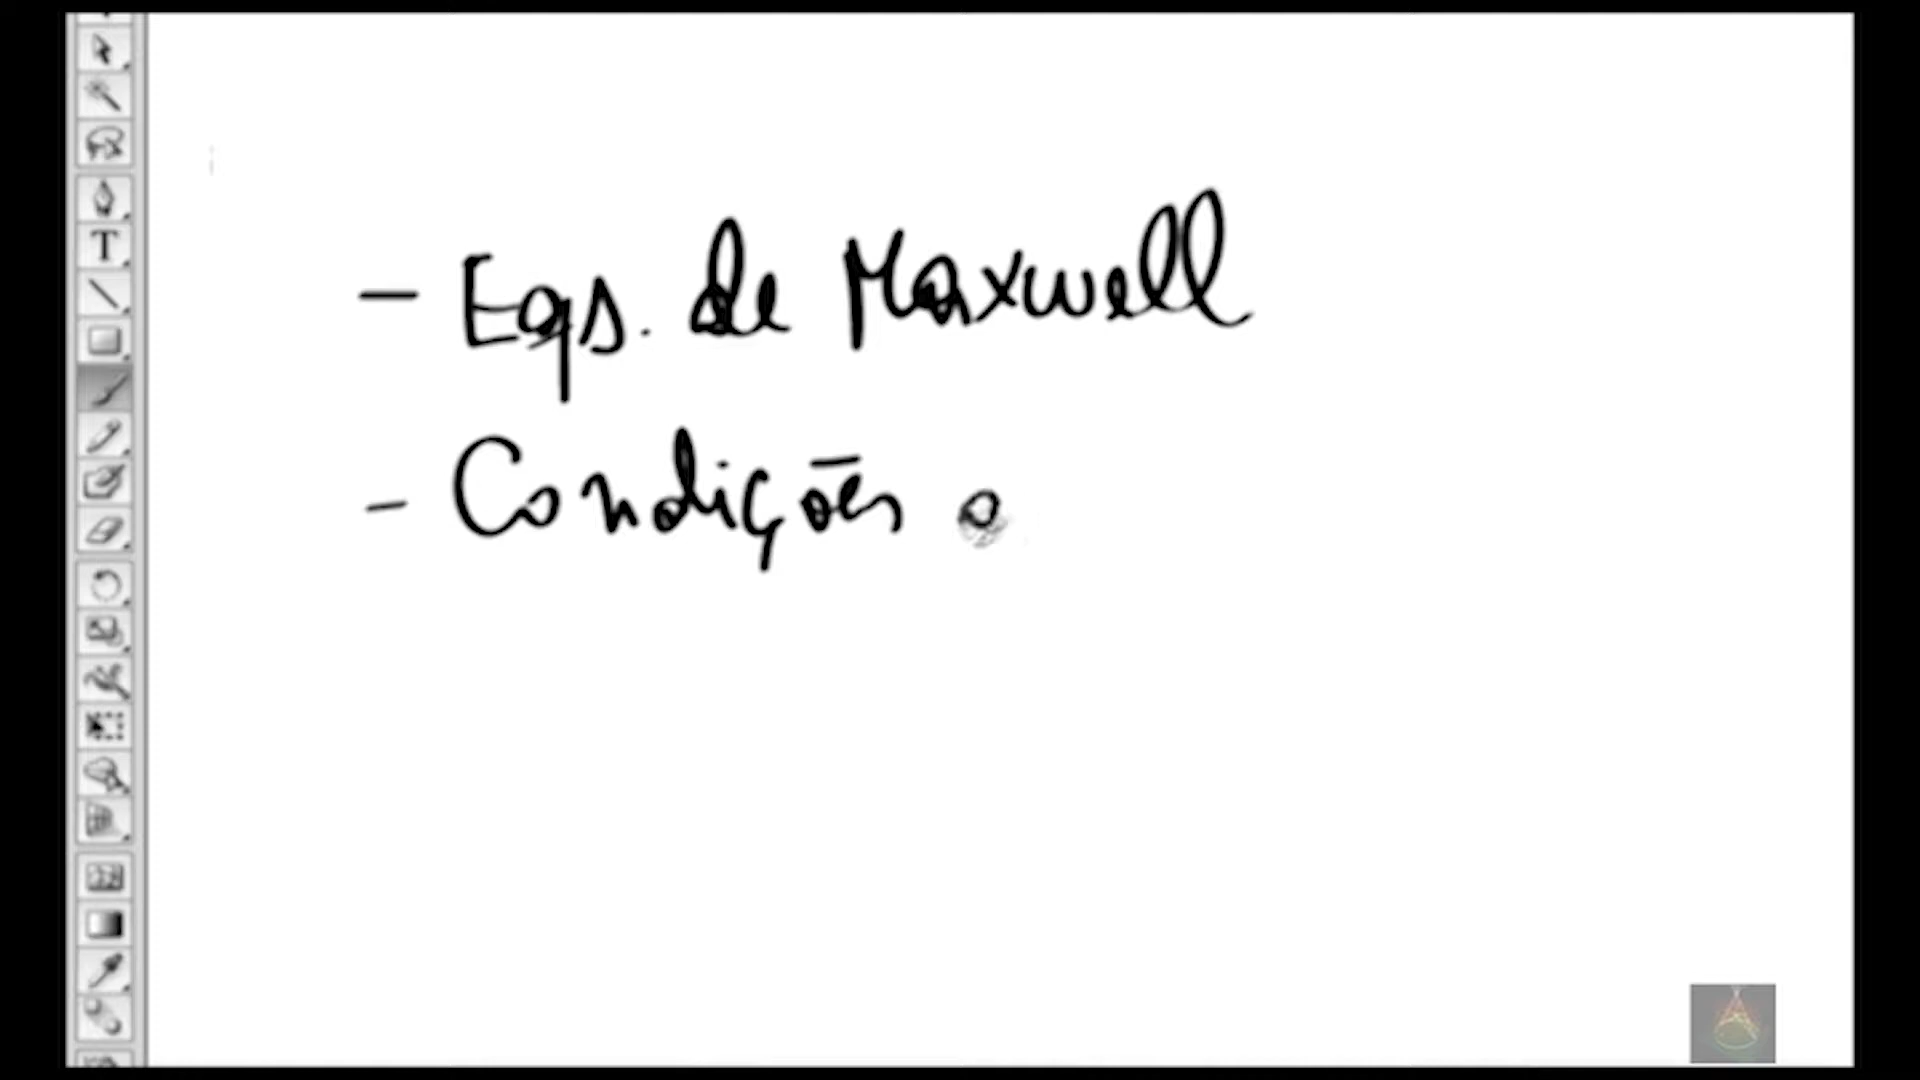 - Eqs. de Maxwell
- Condições